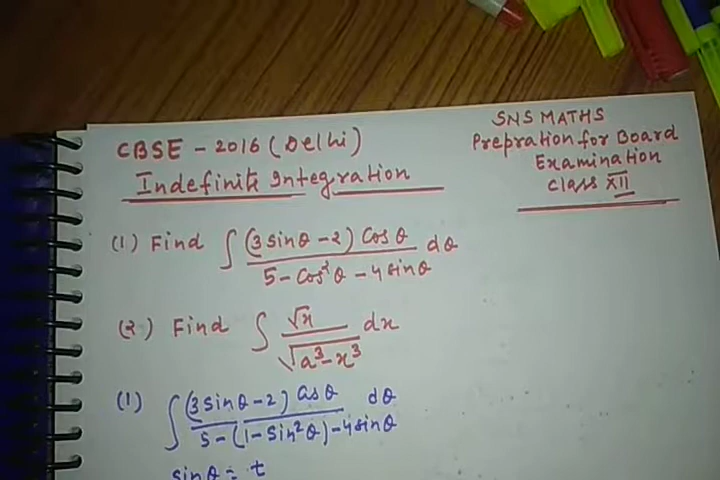 SNS MATHS
Prepration for Board
Examination
Class XII
CBSE - 2016 (Delhi)
Indefinite Integration
(1) Find ∫ (3 sinθ - 2) Cos θ / 5 - Cos²θ - 4 sinθ dθ
(2) Find ∫ √x / √a³-x³ dx
(1) ∫ (3 sinθ - 2) Cosθ / 5 - (1 - Sin²θ) - 4 sinθ dθ
sinθ = t